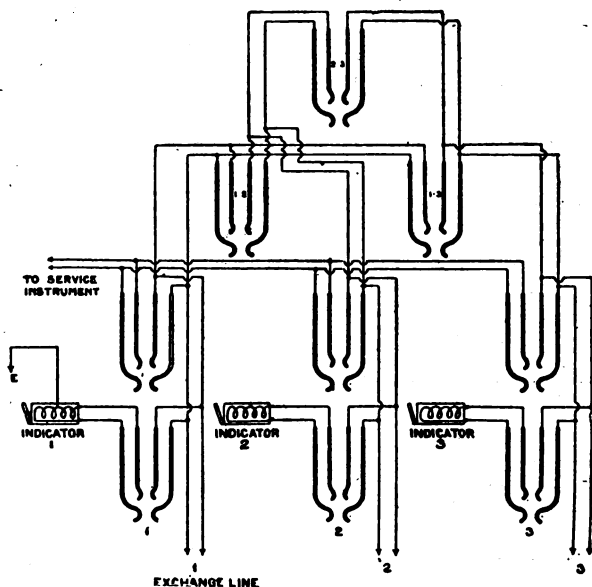 2·3
1·2
1·3
TO SERVICE
INSTRUMENT
E
INDICATOR
1
INDICATOR
2
INDICATOR
3
1
2
3
1
2
3
EXCHANGE LINE